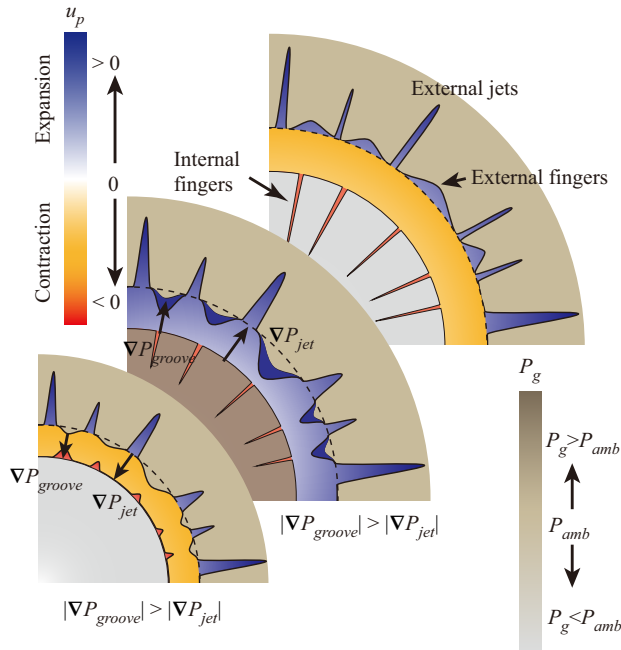 u_p
Expansion
> 0
0
Contraction
< 0
External jets
Internal
fingers
External fingers
∇P_groove
∇P_jet
|∇P_groove| > |∇P_jet|
∇P_groove
∇P_jet
|∇P_groove| > |∇P_jet|
P_g
P_g>P_amb
P_amb
P_g<P_amb